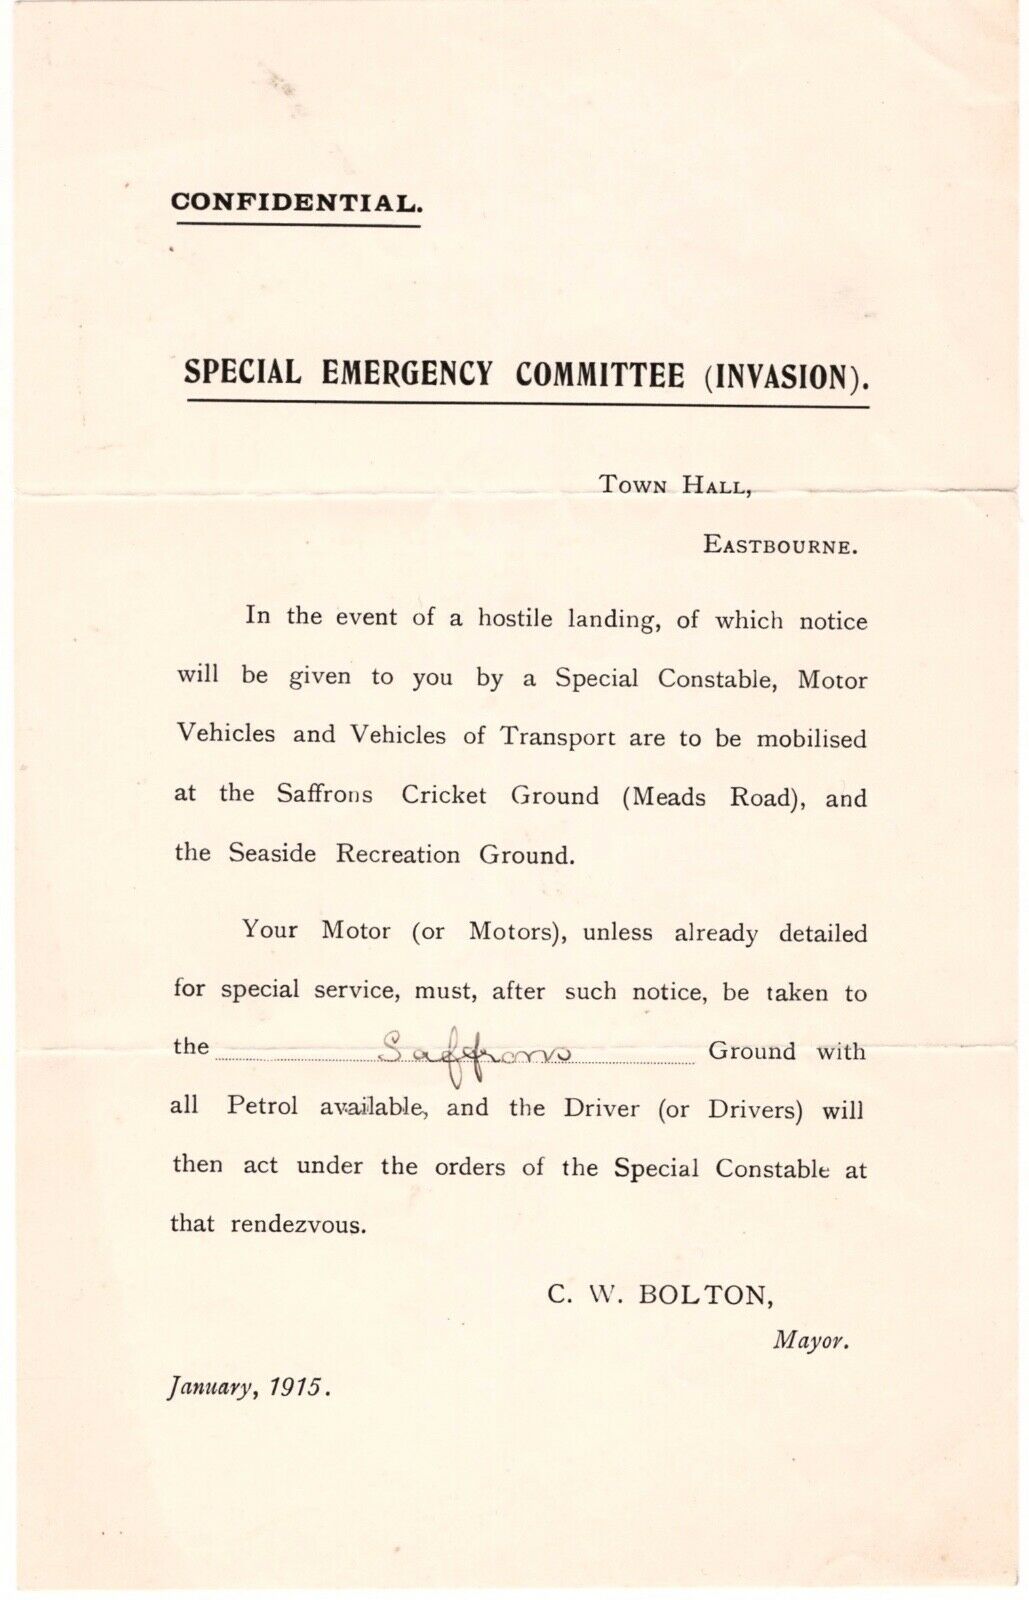 CONFIDENTIAL.
SPECIAL EMERGENCY COMMITTEE (INVASION).
TOWN HALL,
EASTBOURNE.
In the event of a hostile landing, of which notice
will be given to you by a Special Constable, Motor
Vehicles and Vehicles of Transport are to be mobilised
at the Saffrons Cricket Ground (Meads Road), and
the Seaside Recreation Ground.
Your Motor (or Motors), unless already detailed
for special service, must, after such notice, be taken to
the Saffrons Ground with
all Petrol available, and the Driver (or Drivers) will
then act under the orders of the Special Constable at
that rendezvous.
C. W. BOLTON,
Mayor.
January, 1915.